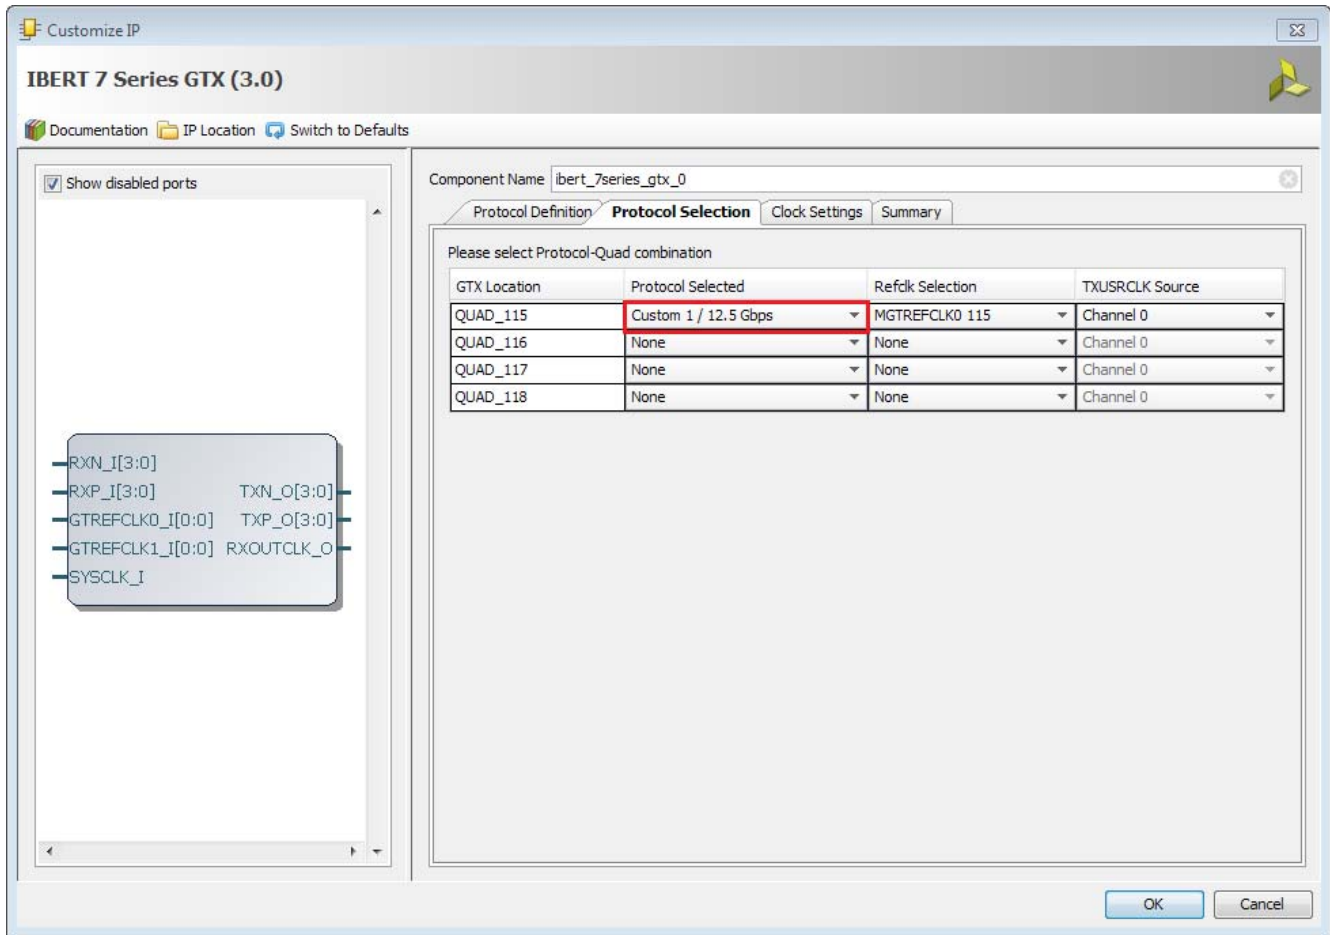 Customize IP
IBERT 7 Series GTX (3.0)
Documentation IP Location Switch to Defaults
Show disabled ports
RXN_I[3:0]
RXP_I[3:0] TXN_O[3:0]
GTREFCLK0_I[0:0] TXP_O[3:0]
GTREFCLK1_I[0:0] RXOUTCLK_O
SYSCLK_I
Component Name ibert_7series_gtx_0
Protocol Definition Protocol Selection Clock Settings Summary
Please select Protocol-Quad combination
GTX Location Protocol Selected Refclk Selection TXUSRCLK Source
QUAD_115 Custom 1 / 12.5 Gbps MGTREFCLK0 115 Channel 0
QUAD_116 None None Channel 0
QUAD_117 None None Channel 0
QUAD_118 None None Channel 0
OK Cancel